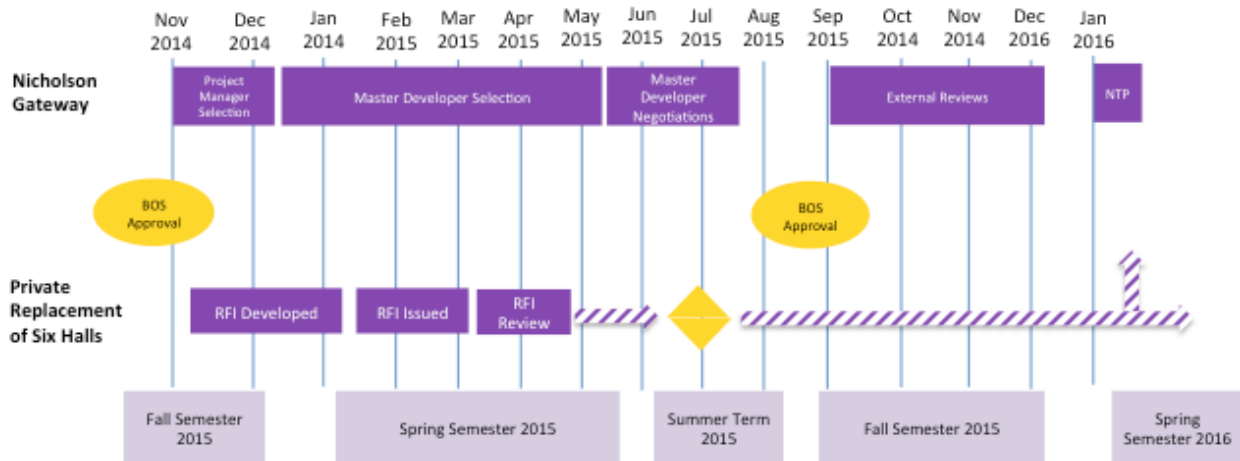 Nov Dec Jan Feb Mar Apr May Jun Jul Aug Sep Oct Nov Dec Jan
2014 2014 2014 2015 2015 2015 2015 2015 2015 2015 2015 2014 2014 2016 2016
Nicholson
Gateway
Project
Manager
Selection
Master Developer Selection
Master
Developer
Negotiations
External Reviews
NTP
BOS
Approval
BOS
Approval
Private
Replacement
of Six Halls
RFI Developed
RFI Issued
RFI
Review
Fall Semester
2015
Spring Semester 2015
Summer Term
2015
Fall Semester 2015
Spring
Semester 2016